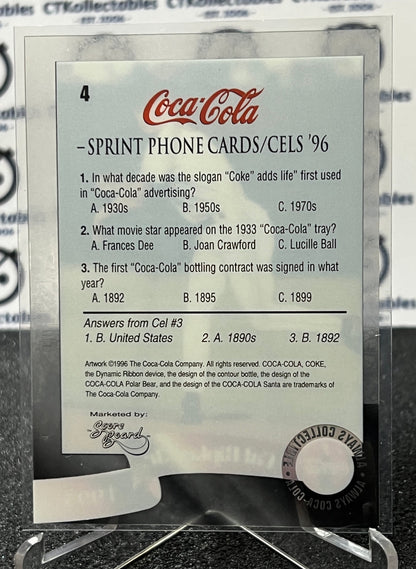 CTKollectables
Est. 2006
4
Coca-Cola
–SPRINT PHONE CARDS/CELS '96
1. In what decade was the slogan “Coke” adds life” first used
in “Coca-Cola” advertising?
A. 1930s B. 1950s C. 1970s
2. What movie star appeared on the 1933 “Coca-Cola” tray?
A. Frances Dee B. Joan Crawford C. Lucille Ball
3. The first “Coca-Cola” bottling contract was signed in what
year?
A. 1892 B. 1895 C. 1899
Answers from Cel #3
1. B. United States 2. A. 1890s 3. B. 1892
Artwork ©1996 The Coca-Cola Company. All rights reserved. COCA-COLA, COKE,
the Dynamic Ribbon device, the design of the contour bottle, the design of the
COCA-COLA Polar Bear, and the design of COCA-COLA Santa are trademarks of
The Coca-Cola Company.
Marketed by:
Score
Board